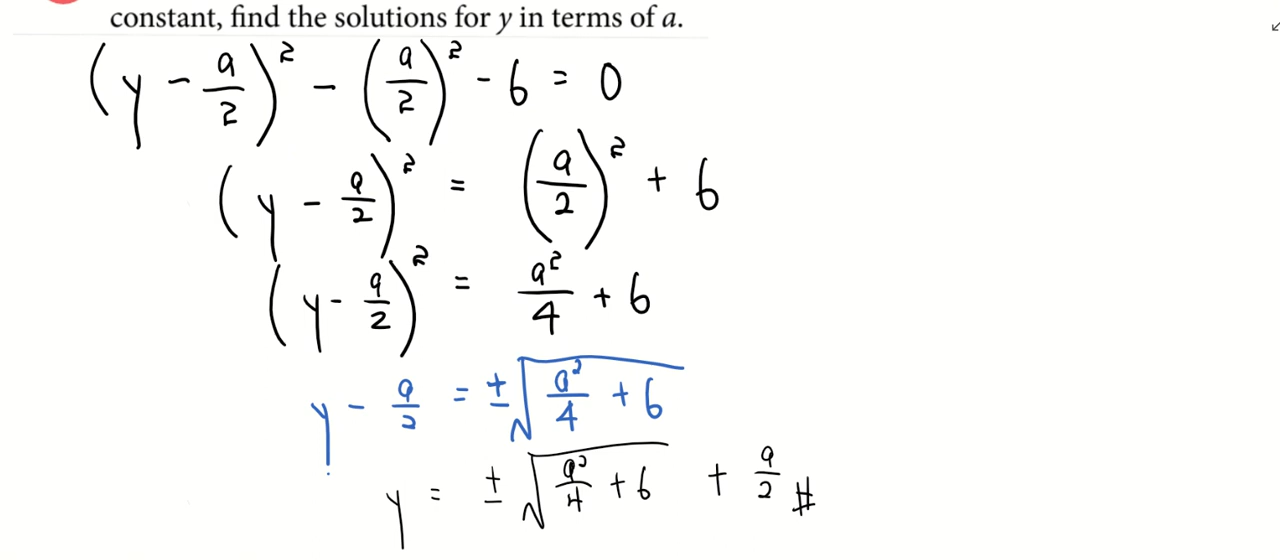 constant, find the solutions for y in terms of a.
(y - a/2)² - (a/2)² - 6 = 0
(y - a/2)² = (a/2)² + 6
(y - a/2)² = a²/4 + 6
y - a/2 = ±√(a²/4 + 6)
y = ±√(a²/4 + 6) + a/2 #